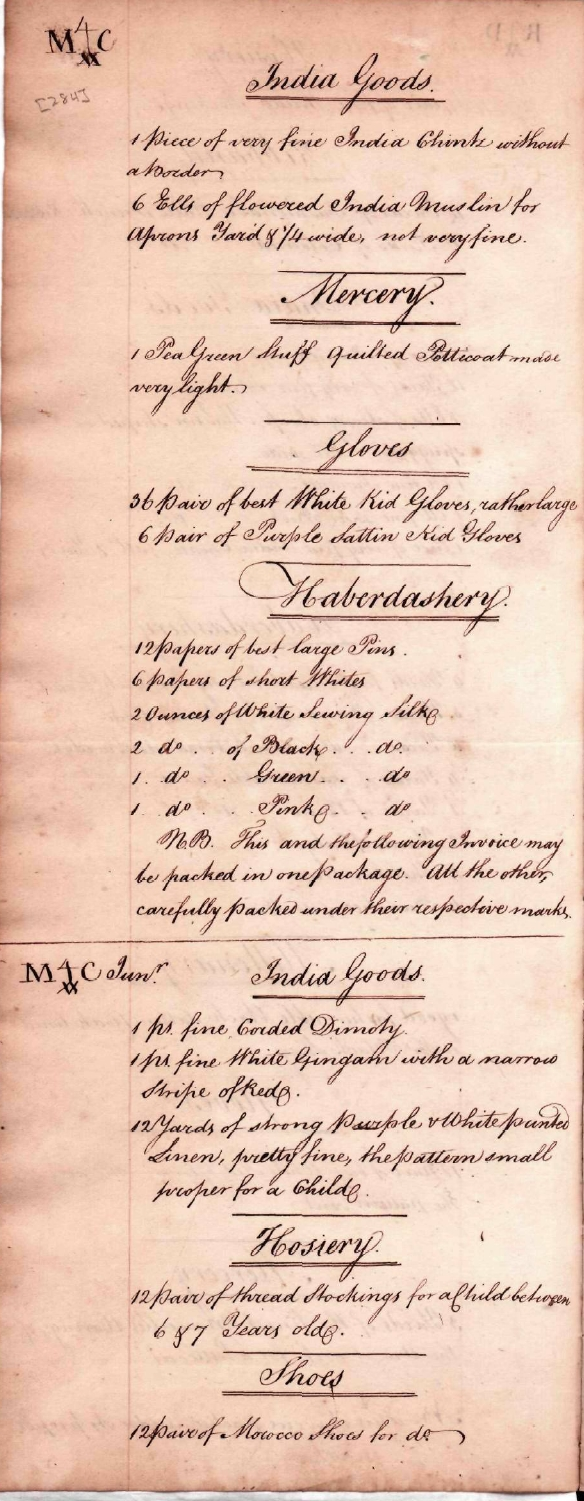 M 4 C
[284]
India Goods.
1 Piece of very fine India Chintz without
a Border
6 Ells of flowered India Muslin for
Aprons Yard & 1/4 wide, not very fine.
Mercery.
1 Pea Green Stuff Quilted Petticoat made
very light.
Gloves
36 Pair of best White Kid Gloves, rather large
6 Pair of Purple Sattin Kid Gloves
Haberdashery.
12 papers of best large Pins.
6 papers of short Whites
2 Ounces of White Sewing Silk
2 do . . of Black . . do.
1. do . . Green . . . do
1. do . . Pink . . do
N.B. This and the following Invoice may
be packed in one Package. All the other,
carefully packed under their respective marks.
M 4 C Junr.
India Goods.
1 ps. fine Corded Dimoty.
1 ps. fine White Gingam with a narrow
Stripe of Red.
12 Yards of strong Purple & White painted
Linen, pretty fine, the pattern small
proper for a Child.
Hosiery.
12 Pair of thread Stockings for a Child between
6 & 7 Years old.
Shoes
12 Pair of Morocco Shoes for do